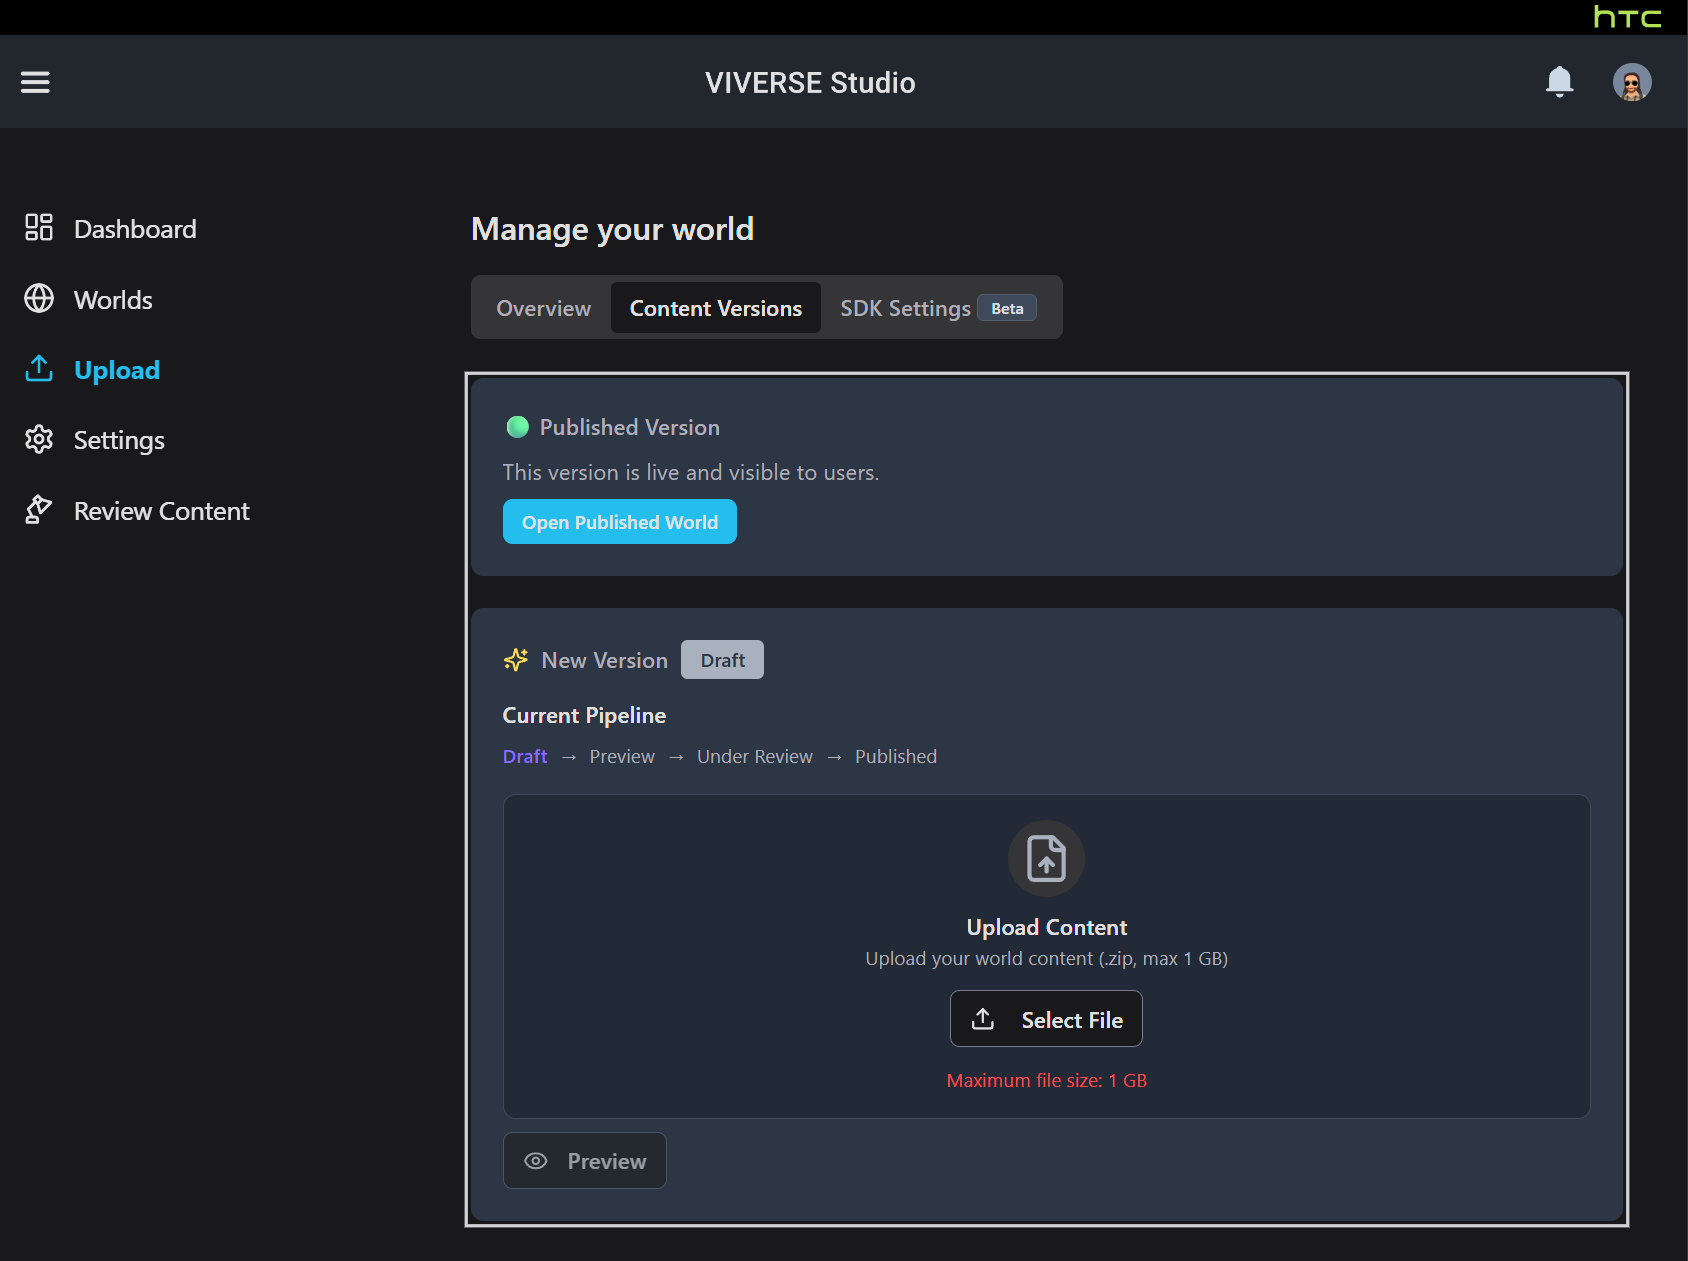 hTC
VIVERSE Studio
Dashboard
Worlds
Upload
Settings
Review Content
Manage your world
Overview
Content Versions
SDK Settings Beta
Published Version
This version is live and visible to users.
Open Published World
New Version Draft
Current Pipeline
Draft → Preview → Under Review → Published
Upload Content
Upload your world content (.zip, max 1 GB)
Select File
Maximum file size: 1 GB
Preview